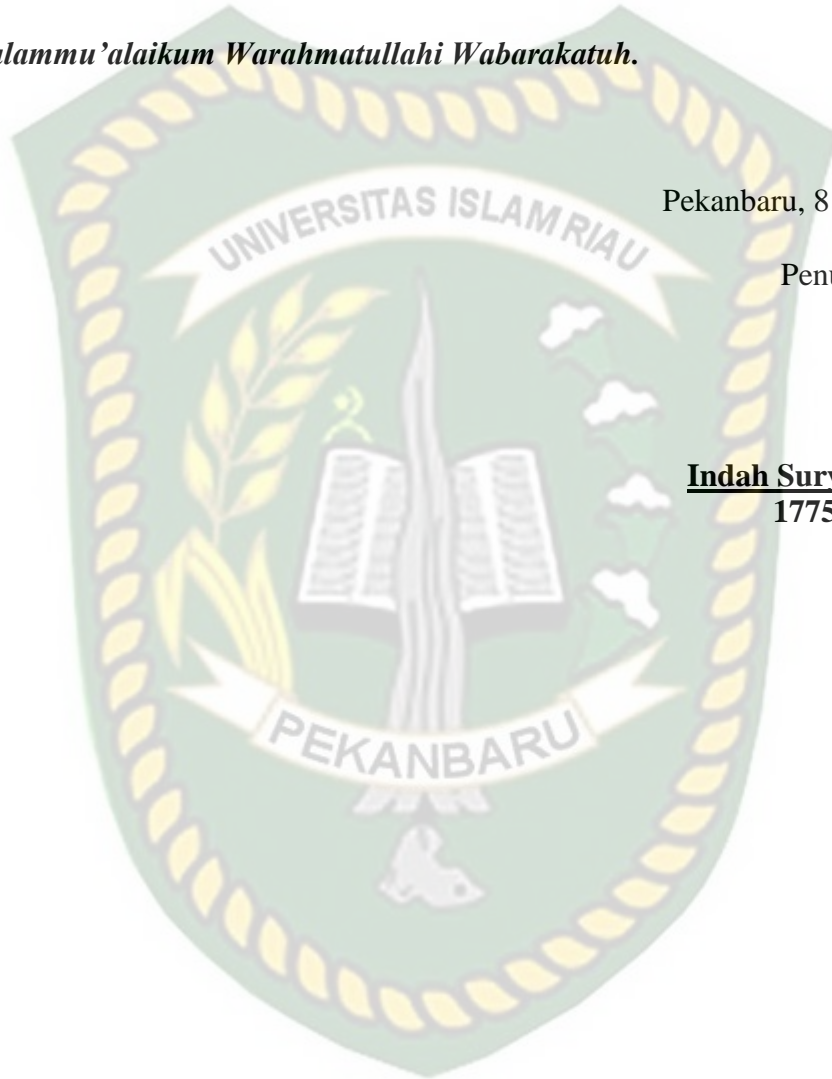 alammu’alaikum Warahmatullahi Wabarakatuh.
UNIVERSITAS ISLAM RIAU
Pekanbaru, 8
Penu
Indah Sury
1775
PEKANBARU